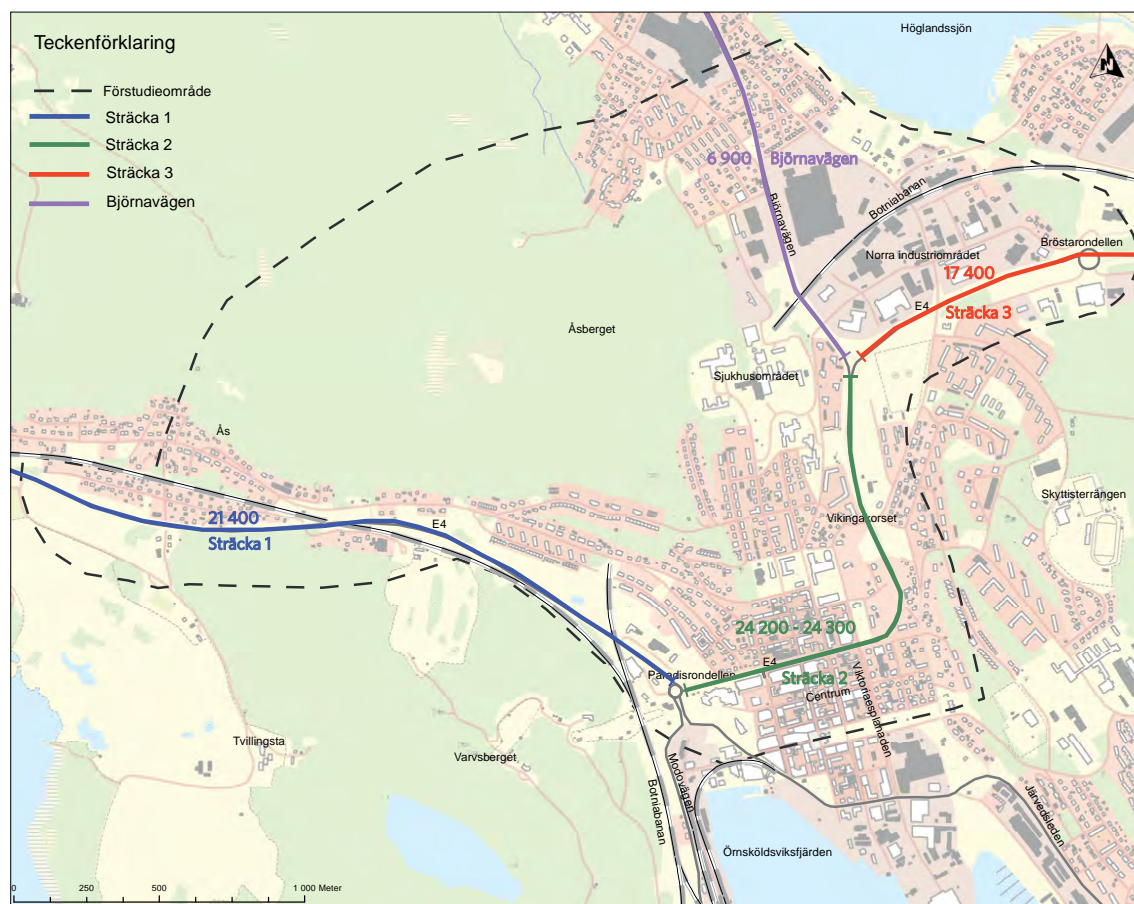 Teckenförklaring
Förstudieområde
Sträcka 1
Sträcka 2
Sträcka 3
Björnavägen
Höglandssjön
N
6 900 Björnavägen
Björnavägen
Botniabanan
Norra industriområdet
Bröstarondellen
17 400
E4
Sträcka 3
Åsberget
Sjukhusområdet
Ås
Skyttisterrängen
21 400
E4
Sträcka 1
Vikingakorset
24 200 - 24 300
E4
Paradisrondellen
Sträcka 2
Centrum
Viktoriaesplanaden
Tvillingsta
Varvsberget
Botniabanan
Modovägen
Järvedsleden
Örnsköldsviksfjärden
0 250 500 1 000 Meter